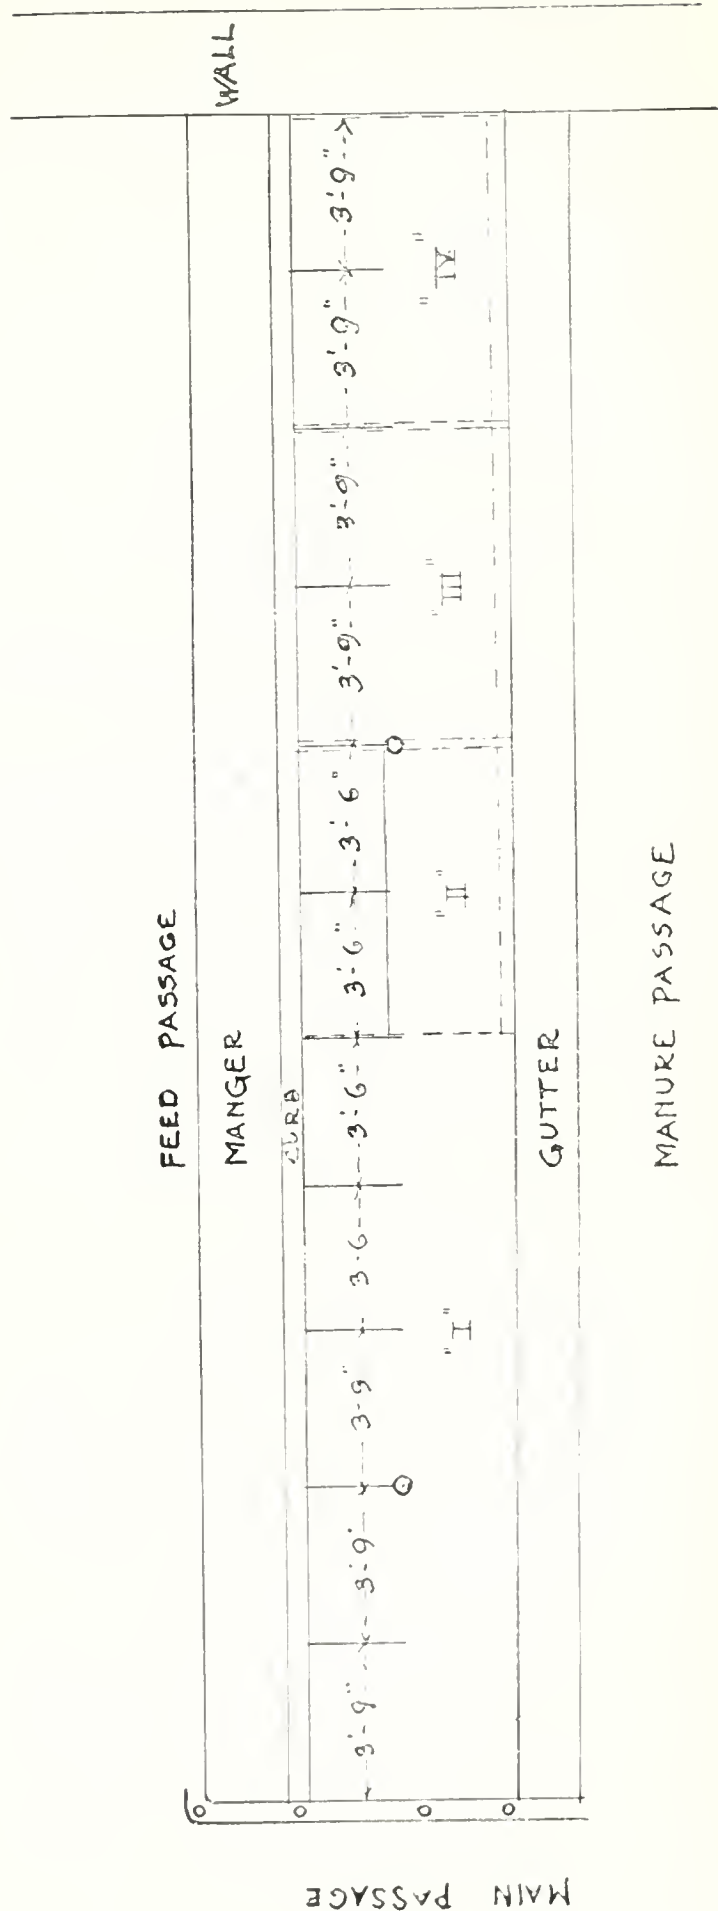 WALL
FEED PASSAGE
MANGER
CURB
3'-9" 3'-9" 3'-9" 3-6 3'-6" 3'-6" 3'-6" 3'-9" 3'-9" 3'-9" 3'-9"
"I" "II" "III" "IV"
GUTTER
MANURE PASSAGE
MAIN PASSAGE